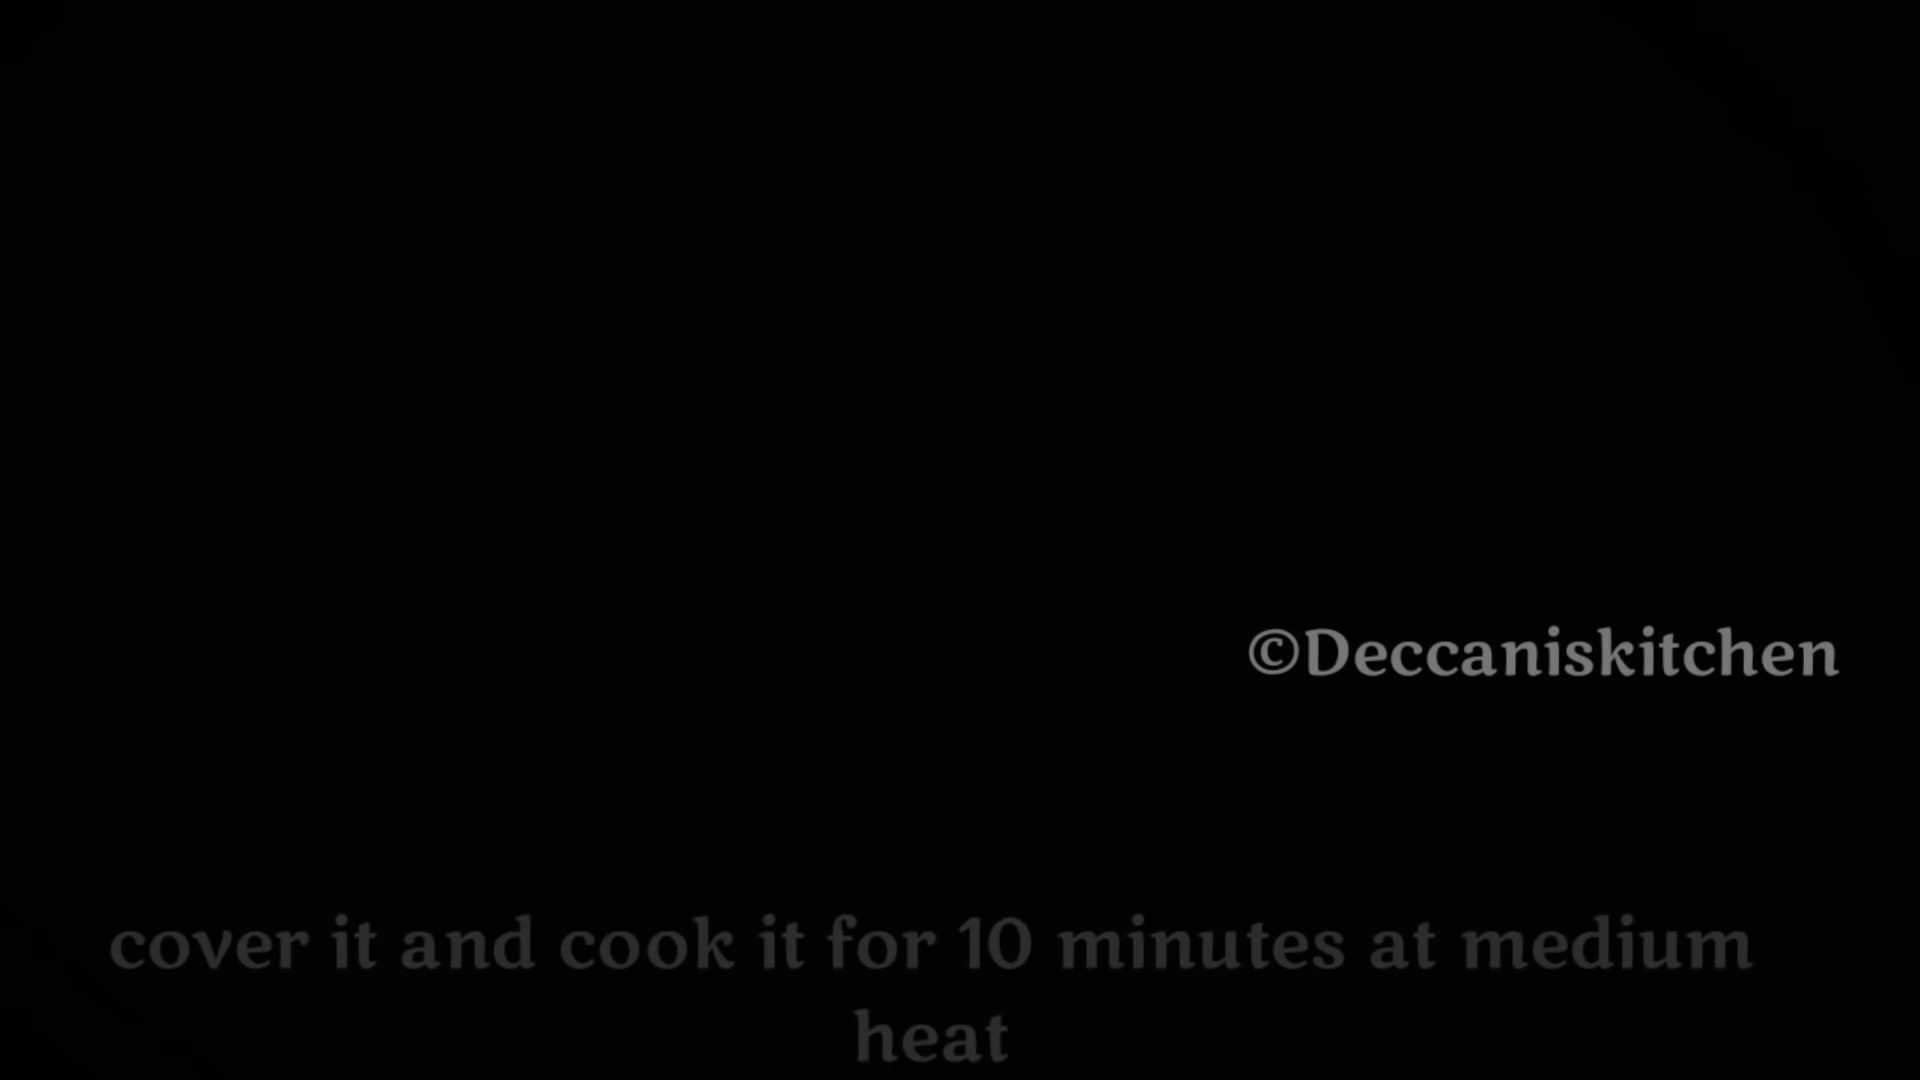 ©Deccaniskitchen
cover it and cook it for 10 minutes at medium
heat